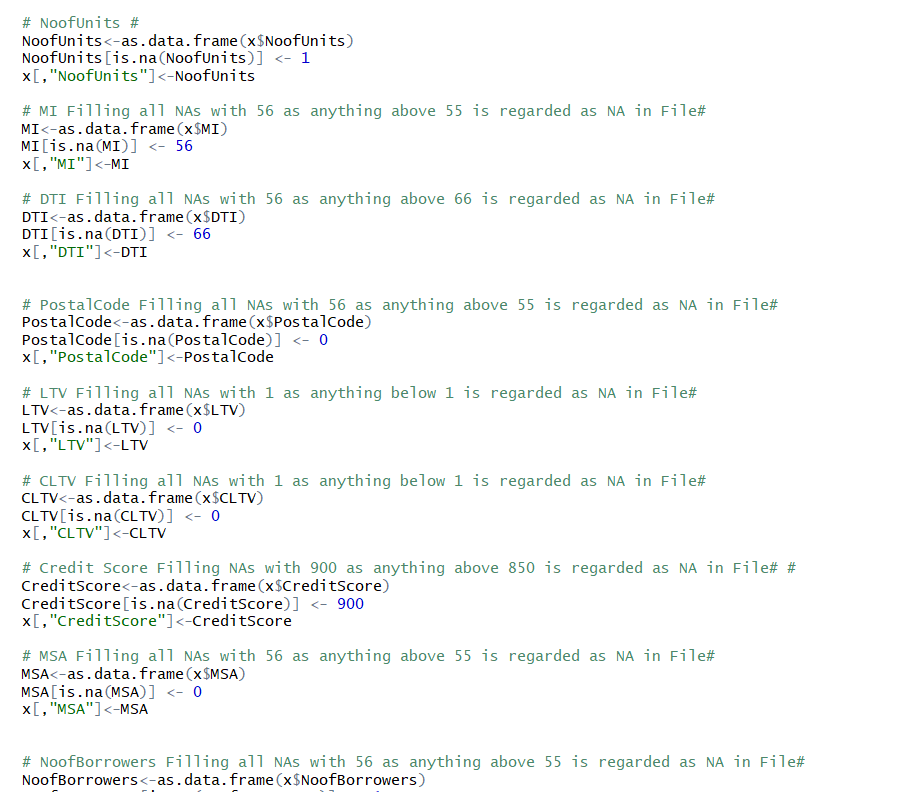 # NoofUnits #
NoofUnits<-as.data.frame(x$NoofUnits)
NoofUnits[is.na(NoofUnits)] <- 1
x[,"NoofUnits"]<-NoofUnits
# MI Filling all NAs with 56 as anything above 55 is regarded as NA in File#
MI<-as.data.frame(x$MI)
MI[is.na(MI)] <- 56
x[,"MI"]<-MI
# DTI Filling all NAs with 56 as anything above 66 is regarded as NA in File#
DTI<-as.data.frame(x$DTI)
DTI[is.na(DTI)] <- 66
x[,"DTI"]<-DTI
# PostalCode Filling all NAs with 56 as anything above 55 is regarded as NA in File#
PostalCode<-as.data.frame(x$PostalCode)
PostalCode[is.na(PostalCode)] <- 0
x[,"PostalCode"]<-PostalCode
# LTV Filling all NAs with 1 as anything below 1 is regarded as NA in File#
LTV<-as.data.frame(x$LTV)
LTV[is.na(LTV)] <- 0
x[,"LTV"]<-LTV
# CLTV Filling all NAs with 1 as anything below 1 is regarded as NA in File#
CLTV<-as.data.frame(x$CLTV)
CLTV[is.na(CLTV)] <- 0
x[,"CLTV"]<-CLTV
# Credit Score Filling NAs with 900 as anything above 850 is regarded as NA in File# #
CreditScore<-as.data.frame(x$CreditScore)
CreditScore[is.na(CreditScore)] <- 900
x[,"CreditScore"]<-CreditScore
# MSA Filling all NAs with 56 as anything above 55 is regarded as NA in File#
MSA<-as.data.frame(x$MSA)
MSA[is.na(MSA)] <- 0
x[,"MSA"]<-MSA
# NoofBorrowers Filling all NAs with 56 as anything above 55 is regarded as NA in File#
NoofBorrowers<-as.data.frame(x$NoofBorrowers)